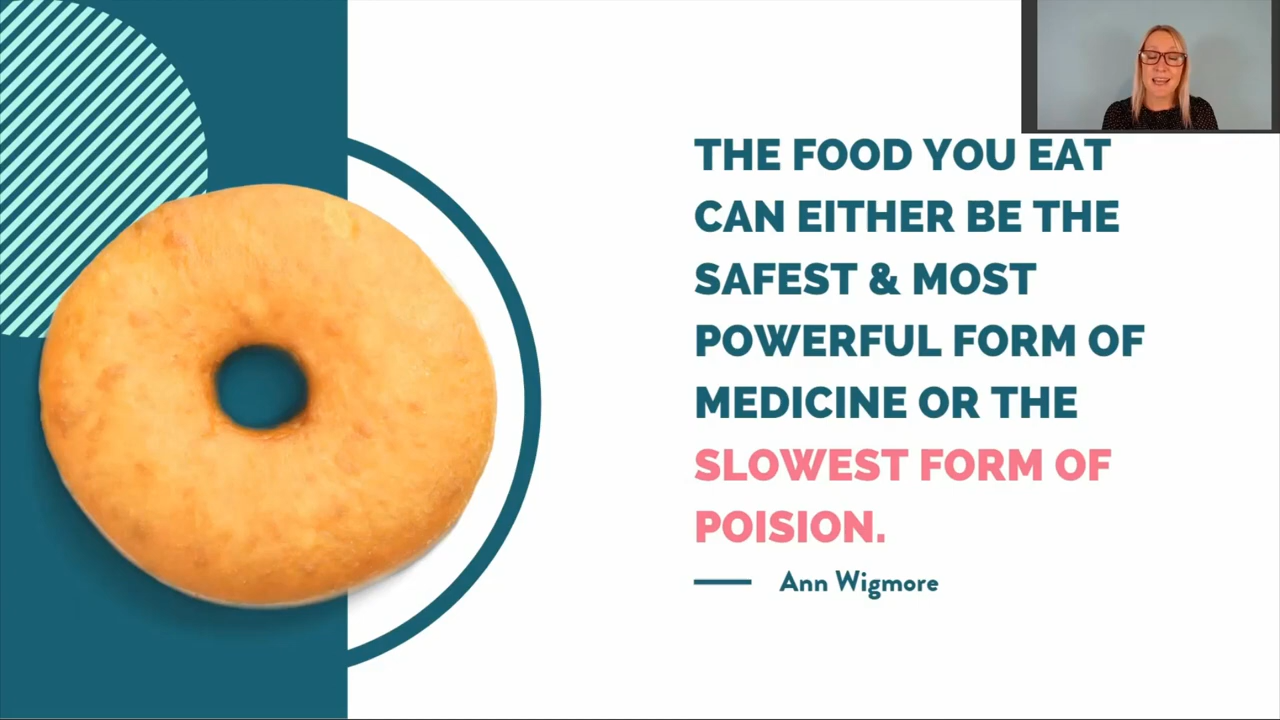 THE FOOD YOU EAT
CAN EITHER BE THE
SAFEST & MOST
POWERFUL FORM OF
MEDICINE OR THE
SLOWEST FORM OF
POISION.
Ann Wigmore